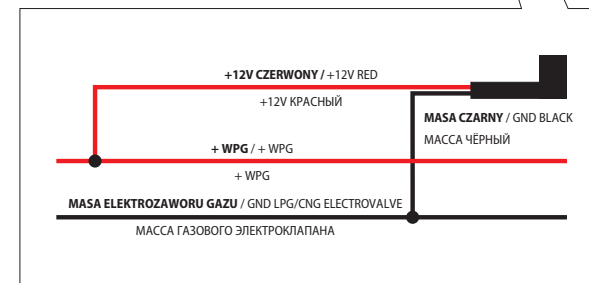 +12V CZERWONY / +12V RED
+12V КРАСНЫЙ
MASA CZARNY / GND BLACK
МАССА ЧЁРНЫЙ
+ WPG / + WPG
+ WPG
MASA ELEKTROZAWORU GAZU / GND LPG/CNG ELECTROVALVE
МАССА ГАЗОВОГО ЭЛЕКТРОКЛАПАНА